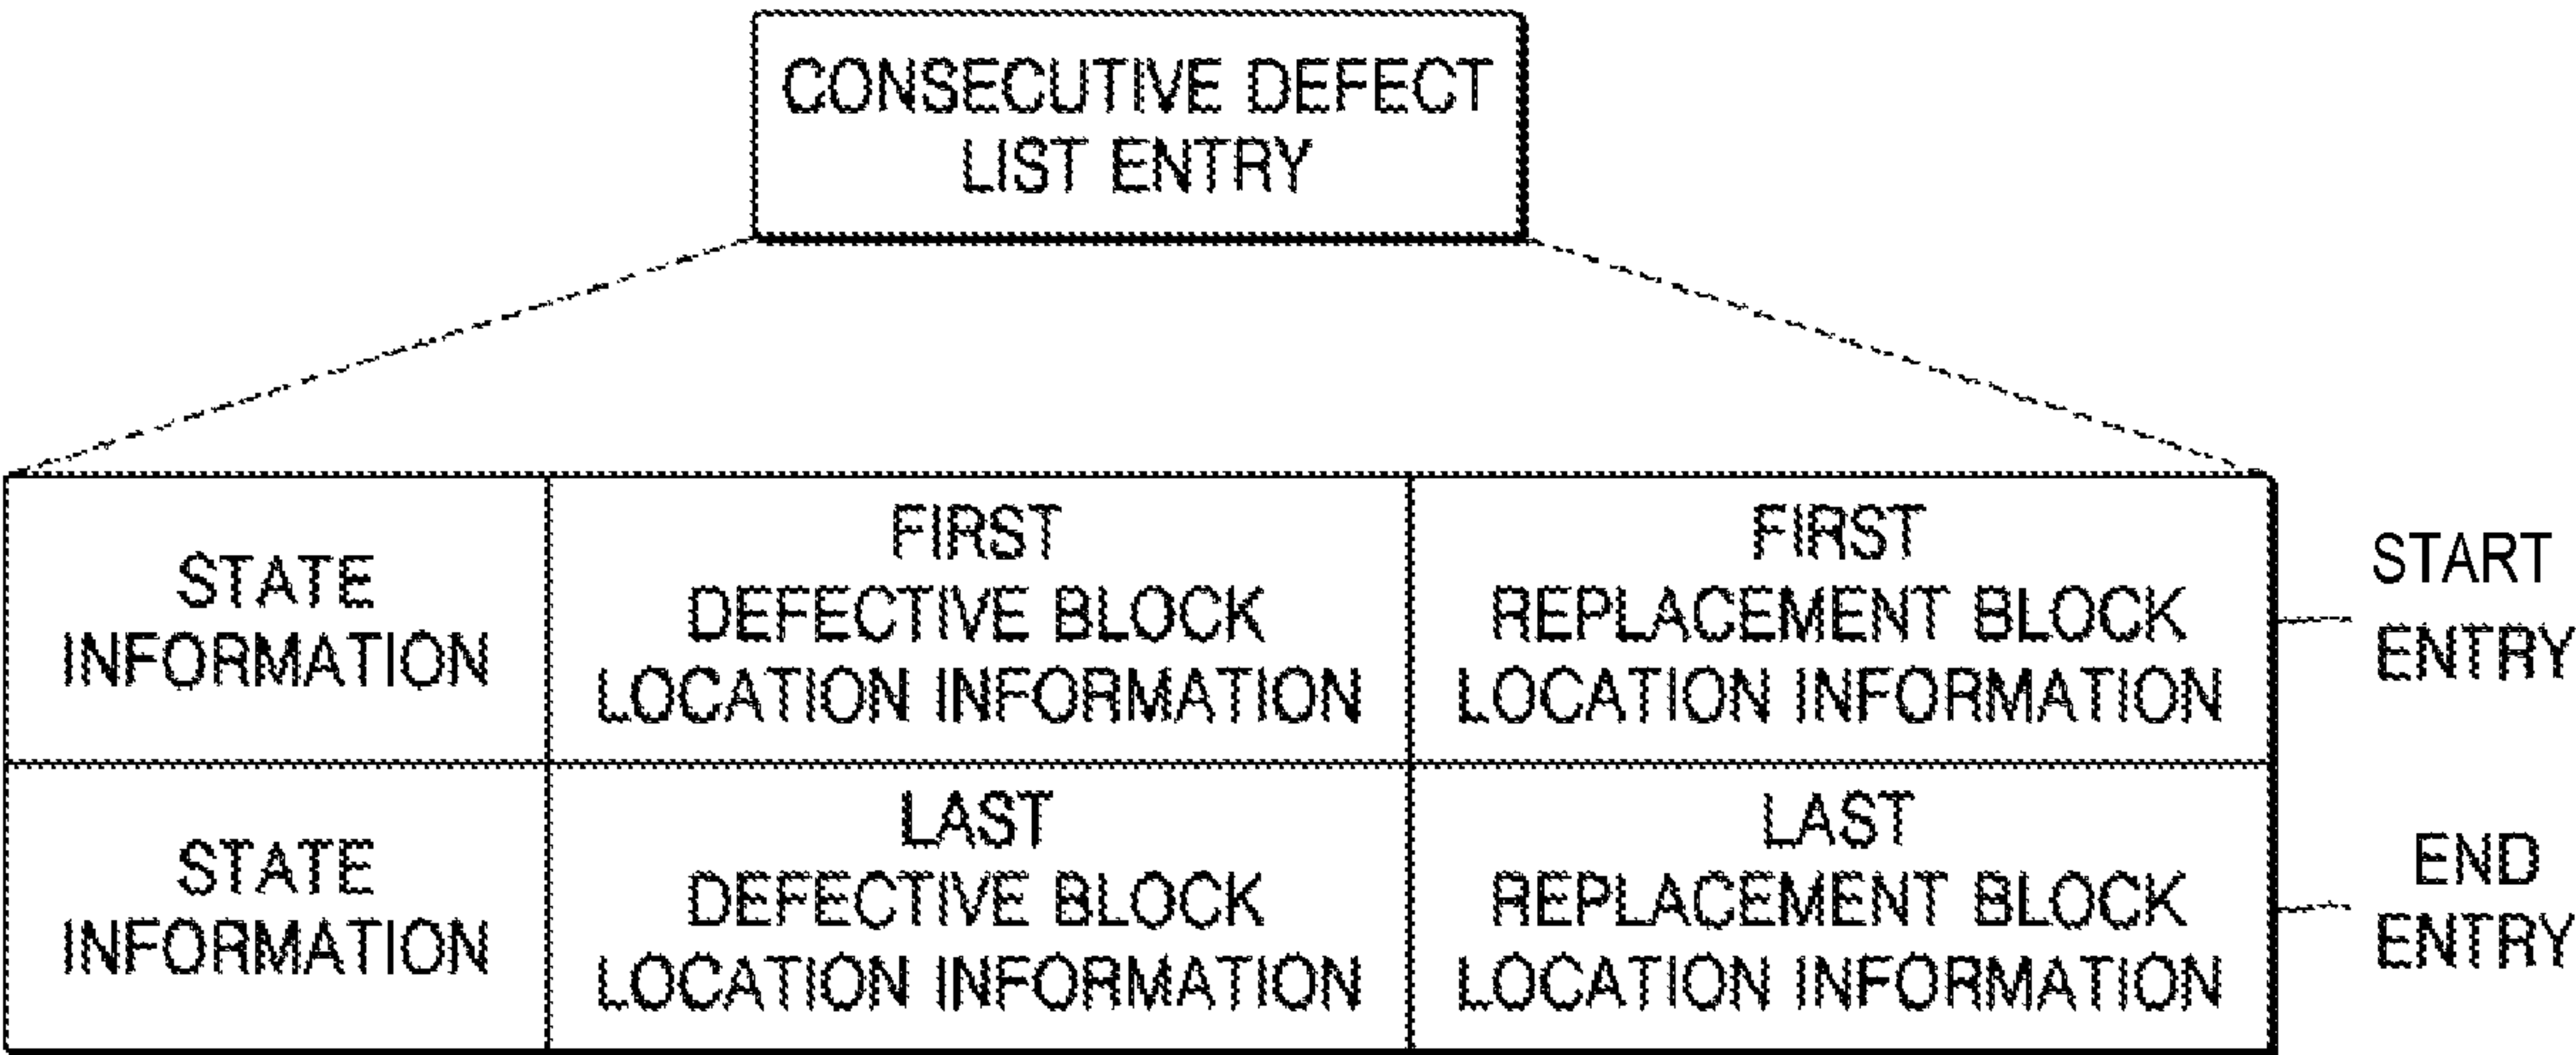 CONSECUTIVE DEFECT
LIST ENTRY
STATE
INFORMATION
FIRST
DEFECTIVE BLOCK
LOCATION INFORMATION
FIRST
REPLACEMENT BLOCK
LOCATION INFORMATION
START
ENTRY
STATE
INFORMATION
LAST
DEFECTIVE BLOCK
LOCATION INFORMATION
LAST
REPLACEMENT BLOCK
LOCATION INFORMATION
END
ENTRY